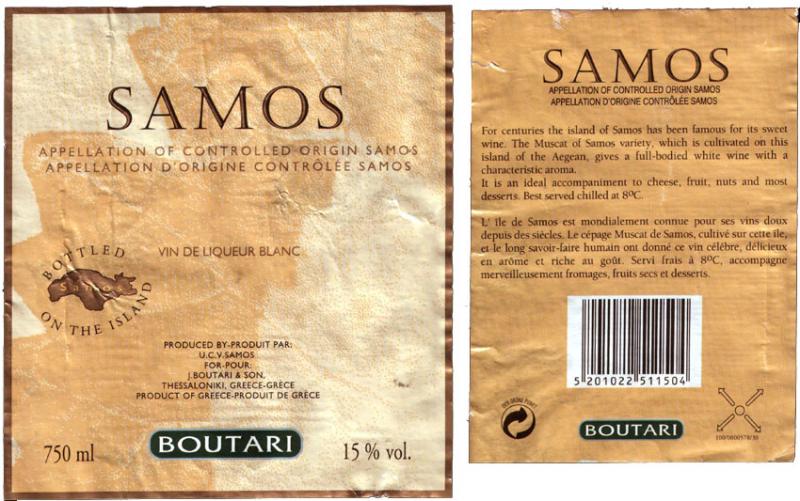 SAMOS
APPELLATION OF CONTROLLED ORIGIN SAMOS
APPELLATION D'ORIGINE CONTRÔLÉE SAMOS
VIN DE LIQUEUR BLANC
BOTTLED
SAMOS
ON THE ISLAND
PRODUCED BY-PRODUIT PAR:
U.C.V.SAMOS
FOR-POUR:
J.BOUTARI & SON,
THESSALONIKI, GREECE-GRÈCE
PRODUCT OF GREECE-PRODUIT DE GRÈCE
750 ml
BOUTARI
15 % vol.
SAMOS
APPELLATION OF CONTROLLED ORIGIN SAMOS
APPELLATION D'ORIGINE CONTRÔLÉE SAMOS
For centuries the island of Samos has been famous for its sweet
wine. The Muscat of Samos variety, which is cultivated on this
island of the Aegean, gives a full-bodied white wine with a
characteristic aroma.
It is an ideal accompaniment to cheese, fruit, nuts and most
desserts. Best served chilled at 8ºC.
L' île de Samos est mondialement connue pour ses vins doux
depuis des siècles. Le cépage Muscat de Samos, cultivé sur cette île,
et le long savoir-faire humain ont donné ce vin célèbre, délicieux
en arôme et riche au goût. Servi frais à 8ºC, accompagne
merveilleusement fromages, fruits secs et desserts.
5 201022 511504
DER GRÜNE PUNKT
BOUTARI